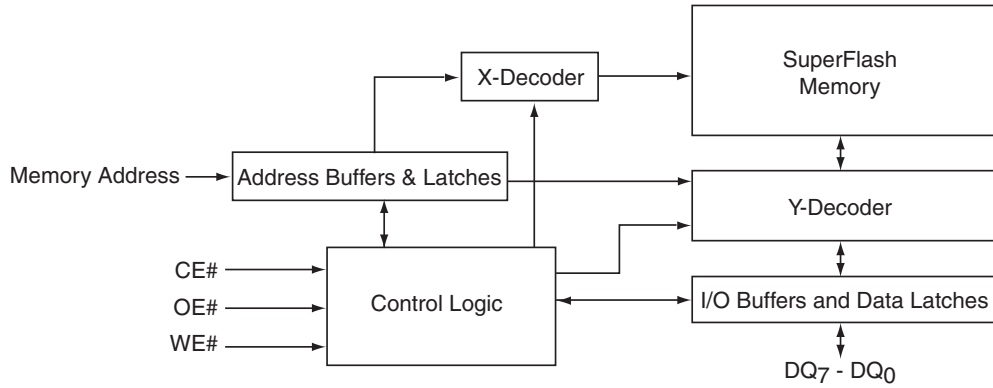 SuperFlash
Memory
X-Decoder
Memory Address
Address Buffers & Latches
Y-Decoder
CE#
OE#
WE#
Control Logic
I/O Buffers and Data Latches
DQ7 - DQ0